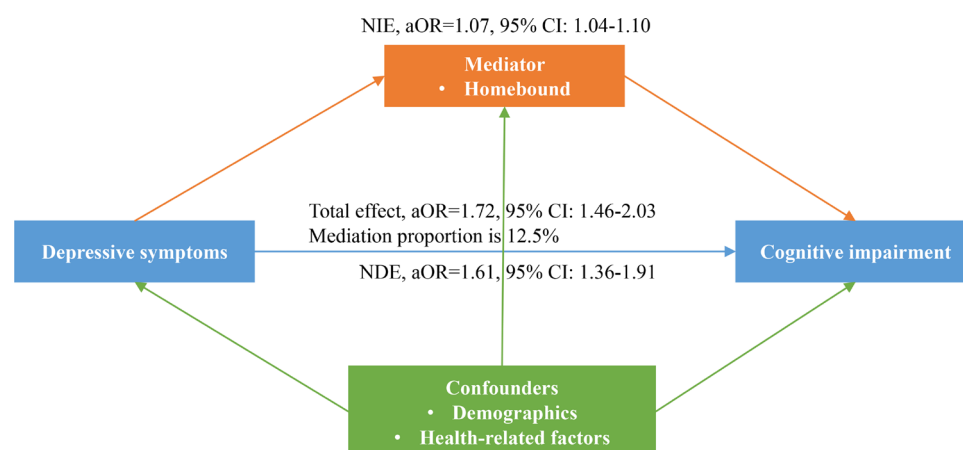 NIE, aOR=1.07, 95% CI: 1.04-1.10
Mediator
• Homebound
Total effect, aOR=1.72, 95% CI: 1.46-2.03
Mediation proportion is 12.5%
Depressive symptoms
Cognitive impairment
NDE, aOR=1.61, 95% CI: 1.36-1.91
Confounders
• Demographics
• Health-related factors